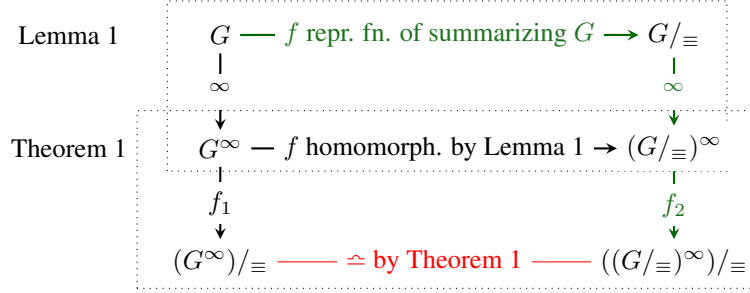 Lemma 1 G f repr. fn. of summarizing G G/≡
∞ ∞
Theorem 1 G^∞ f homomorph. by Lemma 1 (G/≡)^∞
f₁ f₂
(G^∞)/≡ ≏ by Theorem 1 ((G/≡)^∞)/≡